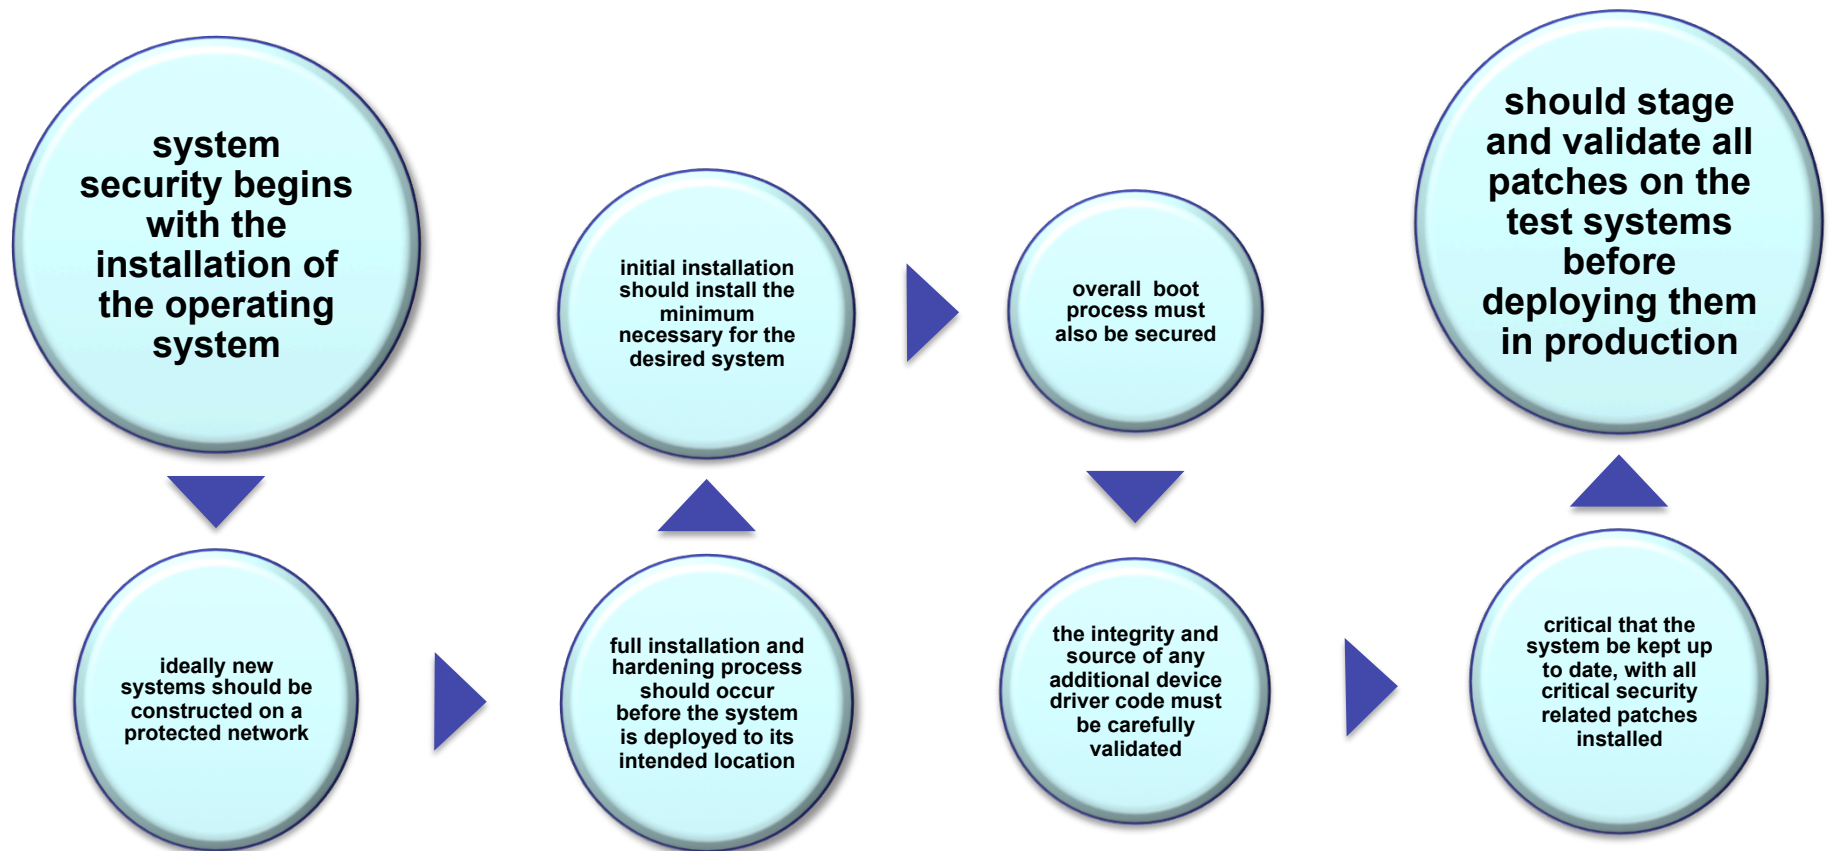 system
security begins
with the
installation of
the operating
system
ideally new
systems should be
constructed on a
protected network
full installation and
hardening process
should occur
before the system
is deployed to its
intended location
initial installation
should install the
minimum
necessary for the
desired system
overall boot
process must
also be secured
the integrity and
source of any
additional device
driver code must
be carefully
validated
critical that the
system be kept up
to date, with all
critical security
related patches
installed
should stage
and validate all
patches on the
test systems
before
deploying them
in production